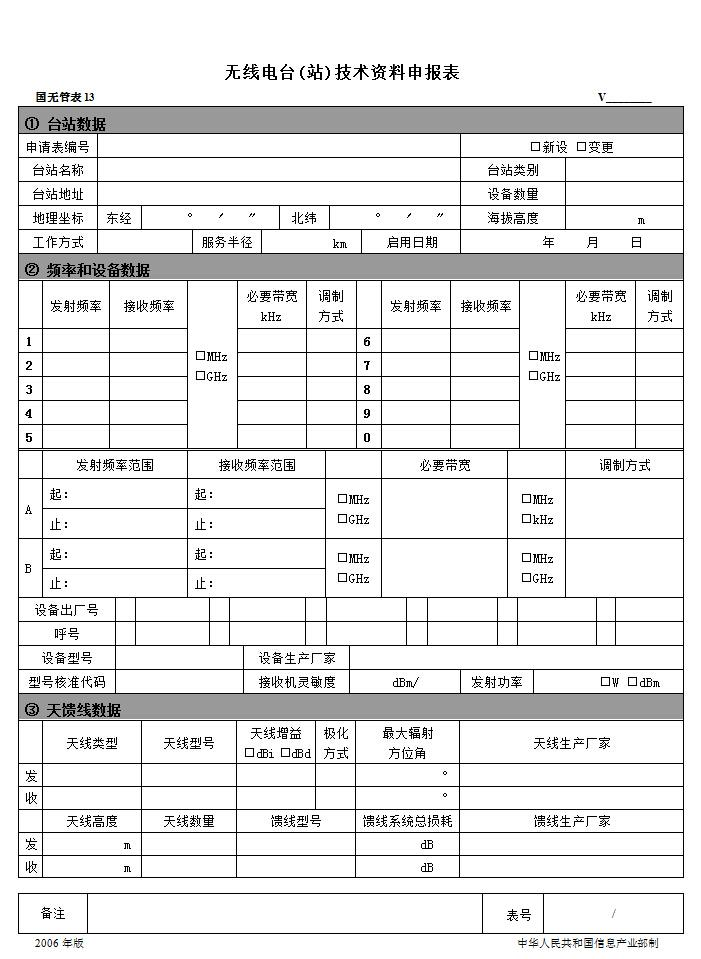 无线电台(站)技术资料申报表
国无管表13 V________
① 台站数据
申请表编号 □新设 □变更
台站名称 台站类别
台站地址 设备数量
地理坐标 东经 ° ′ ″ 北纬 ° ′ ″ 海拔高度 m
工作方式 服务半径 km 启用日期 年 月 日
② 频率和设备数据
发射频率 接收频率 必要带宽 kHz 调制方式 发射频率 接收频率 必要带宽 kHz 调制方式
1 6
2 □MHz 7 □MHz
3 □GHz 8 □GHz
4 9
5 0
发射频率范围 接收频率范围 必要带宽 调制方式
A 起: 起: □MHz □MHz
止: 止: □GHz □kHz
B 起: 起: □MHz □MHz
止: 止: □GHz □GHz
设备出厂号
呼号
设备型号 设备生产厂家
型号核准代码 接收机灵敏度 dBm/ 发射功率 □W □dBm
③ 天馈线数据
天线类型 天线型号 天线增益 □dBi □dBd 极化方式 最大辐射方位角 天线生产厂家
发 °
收 °
天线高度 天线数量 馈线型号 馈线系统总损耗 馈线生产厂家
发 m dB
收 m dB
备注 表号 /
2006 年版 中华人民共和国信息产业部制